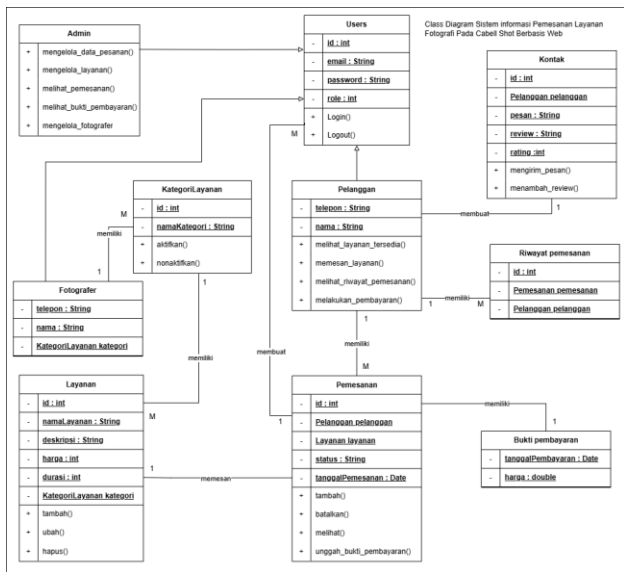 Class Diagram Sistem informasi Pemesanan Layanan
Fotografi Pada Cabell Shot Berbasis Web
Admin
+ mengelola_data_pesanan()
+ mengelola_layanan()
+ melihat_pemesanan()
+ melihat_bukti_pembayaran()
+ mengelola_fotografer
Users
- id : int
- email : String
- password : String
- role : int
+ Login()
+ Logout()
M
Kontak
- id : int
- Pelanggan pelanggan
- pesan : String
- review : String
- rating :int
+ mengirim_pesan()
+ menambah_review()
1
membuat
KategoriLayanan
- id : int
- namaKategori : String
+ aktifkan()
+ nonaktifkan()
M
memiliki
1
1
memiliki
M
Pelanggan
- telepon : String
- nama : String
+ melihat_layanan_tersedia()
+ memesan_layanan()
+ melihat_riwayat_pemesanan()
+ melakukan_pembayaran()
1
memiliki
M
1
memiliki
M
Riwayat pemesanan
- id : int
- Pemesanan pemesanan
- Pelanggan pelanggan
Fotografer
- telepon : String
- nama : String
- KategoriLayanan kategori
membuat
1
Layanan
- id : int
- namaLayanan : String
- deskripsi : String
- harga : int
- durasi : int
- KategoriLayanan kategori
+ tambah()
+ ubah()
+ hapus()
1
memesan
Pemesanan
- id : int
- Pelanggan pelanggan
- Layanan layanan
- status : String
- tanggalPemesanan : Date
+ tambah()
+ batalkan()
+ melihat()
+ unggah_bukti_pembayaran()
memiliki
1
Bukti pembayaran
- tanggalPembayaran : Date
- harga : double